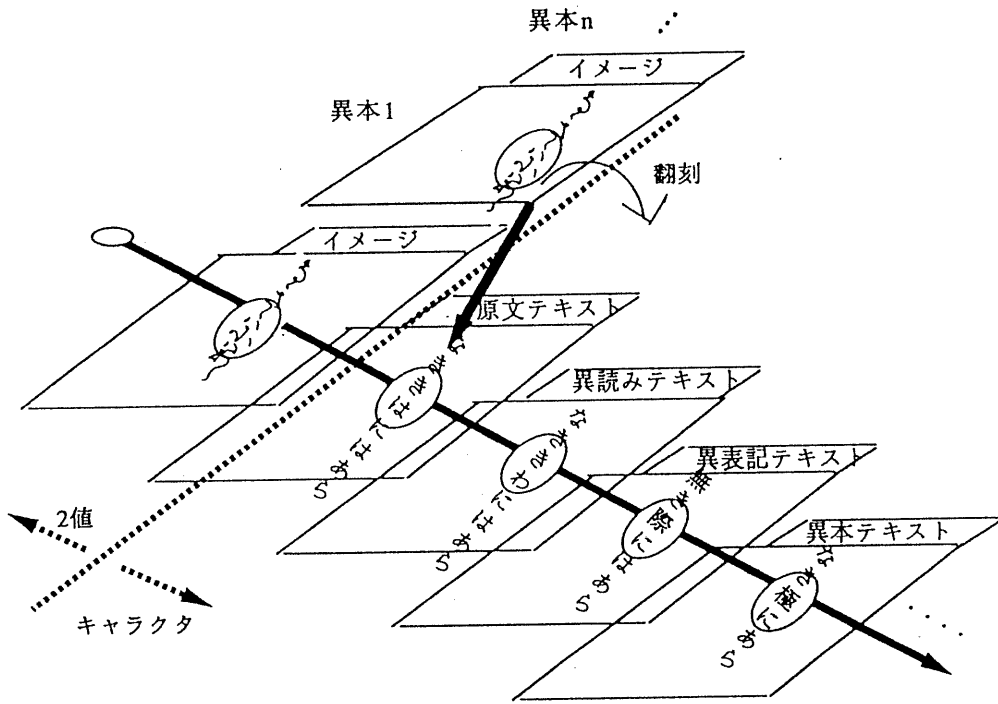 異本n
イメージ
異本1
翻刻
イメージ
原文テキスト
なききはにはあら
異読みテキスト
なききわにはあら
異表記テキスト
無き際にはあら
異本テキスト
なき極にあら
2値
キャラクタ